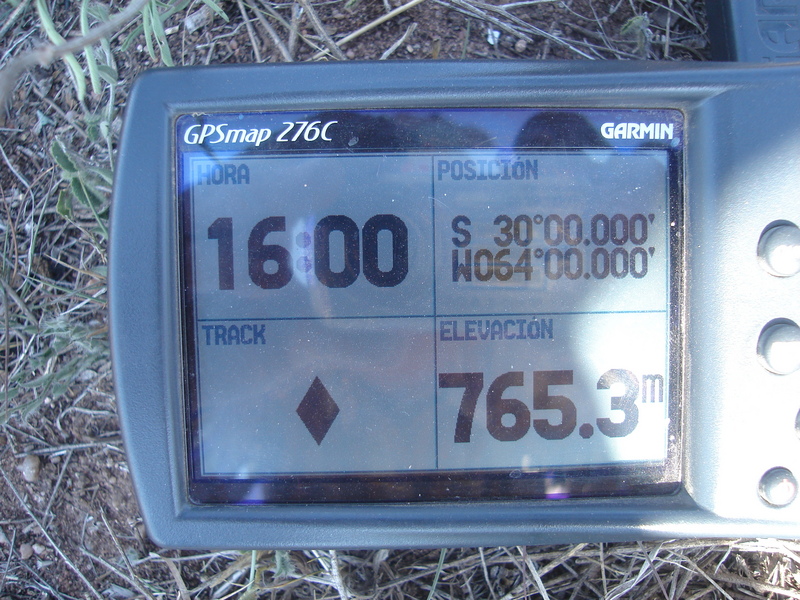 GPSmap 276C
GARMIN
HORA
16:00
POSICIÓN
S 30°00.000'
W064°00.000'
TRACK
ELEVACIÓN
765.3m